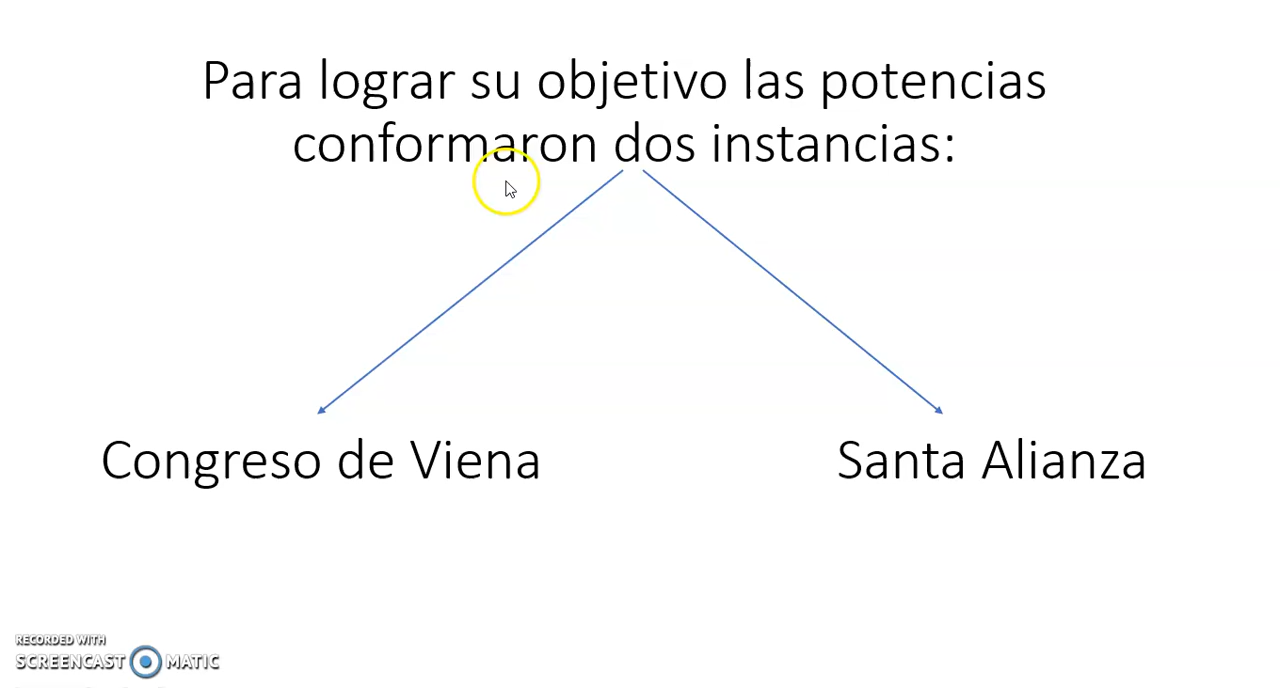 Para lograr su objetivo las potencias
conformaron dos instancias:
Congreso de Viena
Santa Alianza
RECORDED WITH
SCREENCAST MATIC